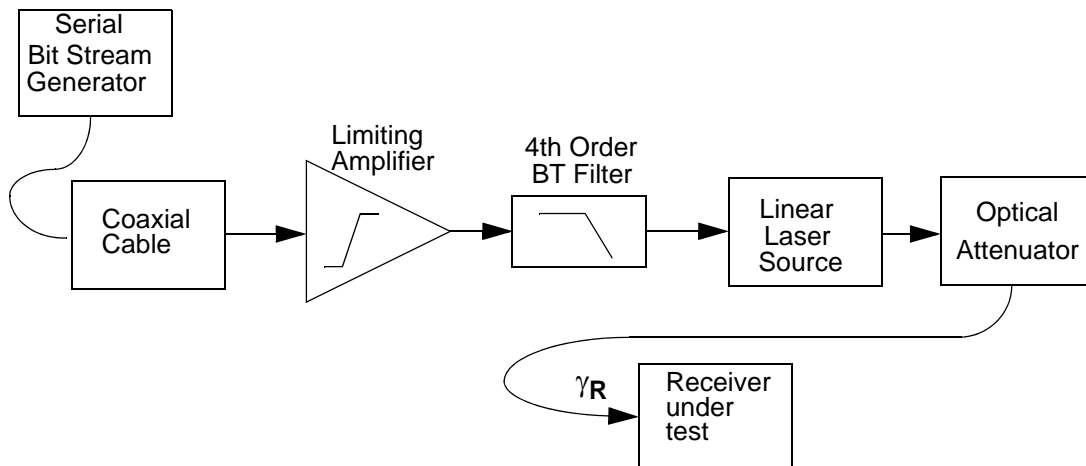 Serial
Bit Stream
Generator
Limiting
Amplifier
4th Order
BT Filter
Coaxial
Cable
Linear
Laser
Source
Optical
Attenuator
γR
Receiver
under
test